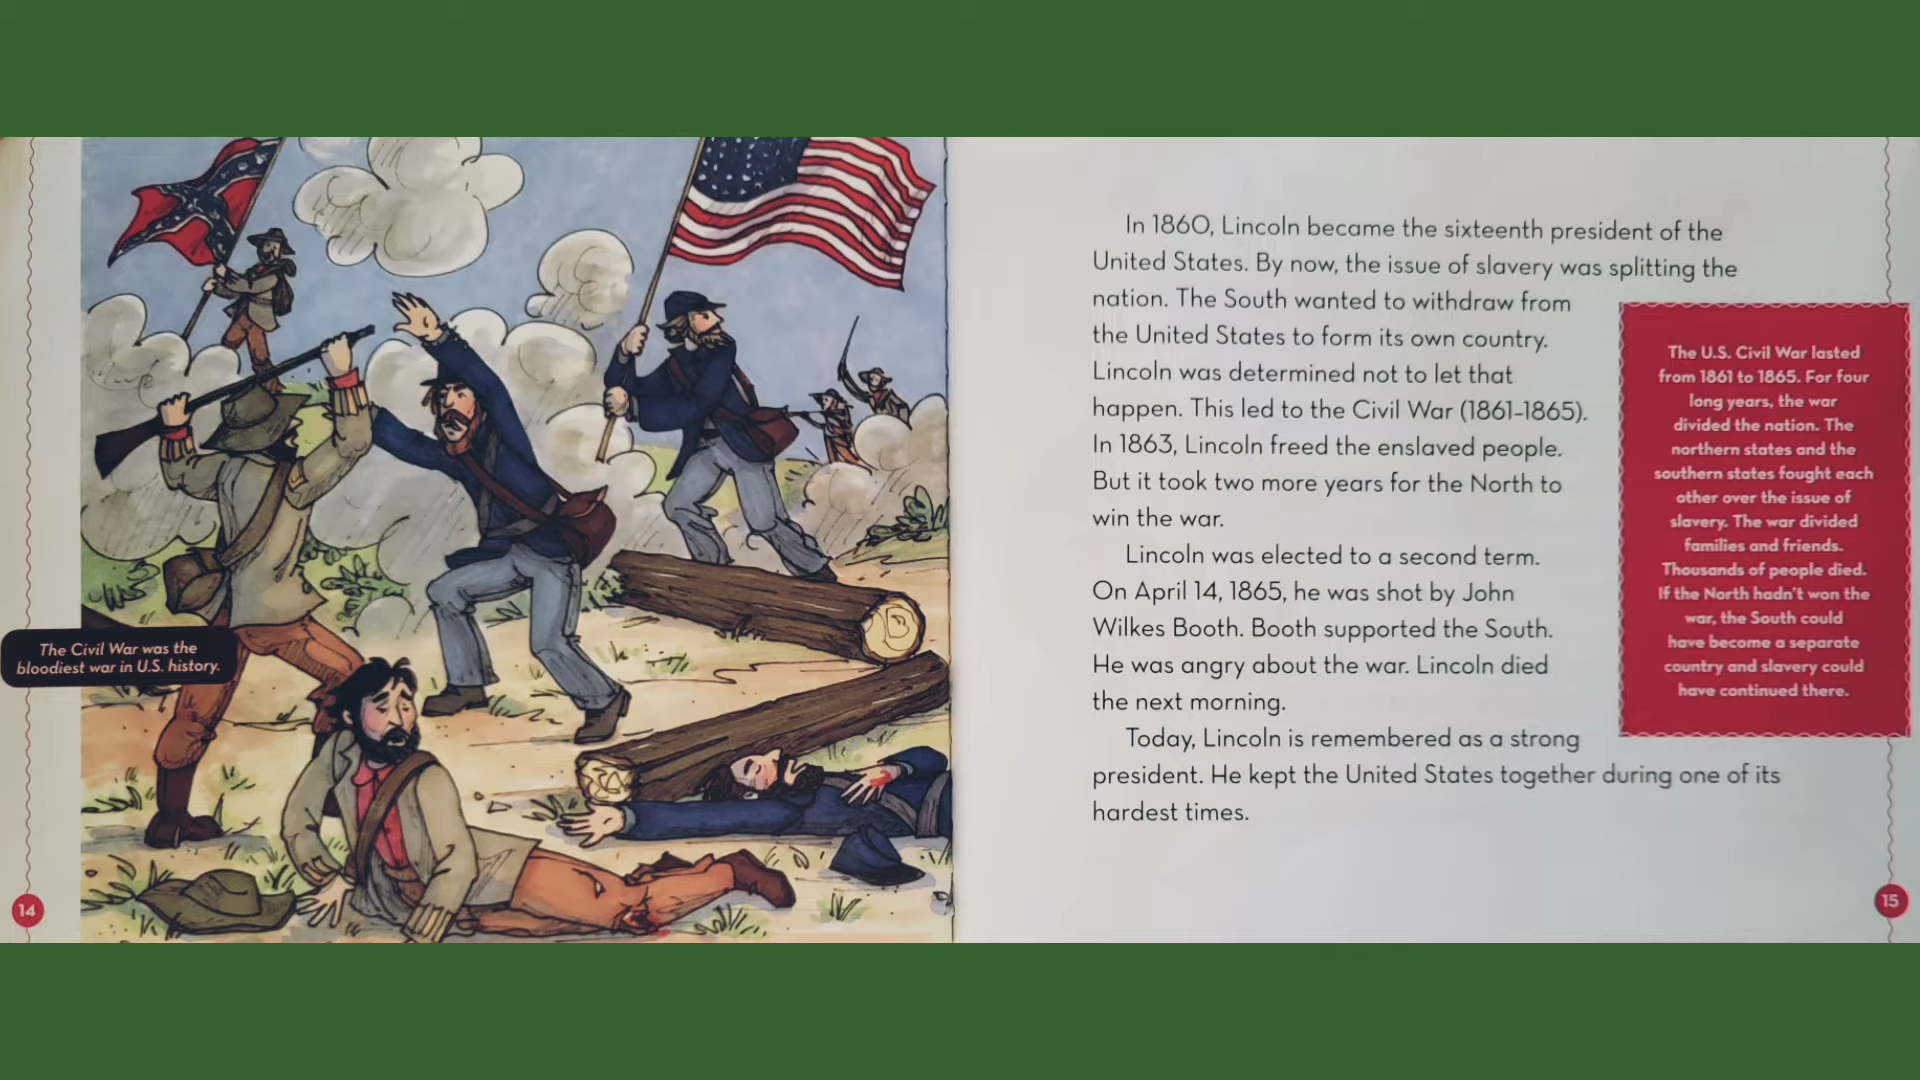 The Civil War was the
bloodiest war in U.S. history.
14
In 1860, Lincoln became the sixteenth president of the
United States. By now, the issue of slavery was splitting the
nation. The South wanted to withdraw from
the United States to form its own country.
Lincoln was determined not to let that
happen. This led to the Civil War (1861-1865).
In 1863, Lincoln freed the enslaved people.
But it took two more years for the North to
win the war.
Lincoln was elected to a second term.
On April 14, 1865, he was shot by John
Wilkes Booth. Booth supported the South.
He was angry about the war. Lincoln died
the next morning.
Today, Lincoln is remembered as a strong
president. He kept the United States together during one of its
hardest times.
The U.S. Civil War lasted
from 1861 to 1865. For four
long years, the war
divided the nation. The
northern states and the
southern states fought each
other over the issue of
slavery. The war divided
families and friends.
Thousands of people died.
If the North hadn't won the
war, the South could
have become a separate
country and slavery could
have continued there.
15